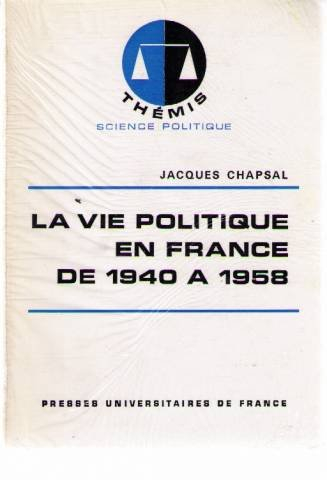 THÉMIS
SCIENCE POLITIQUE
JACQUES CHAPSAL
LA VIE POLITIQUE
EN FRANCE
DE 1940 A 1958
PRESSES UNIVERSITAIRES DE FRANCE